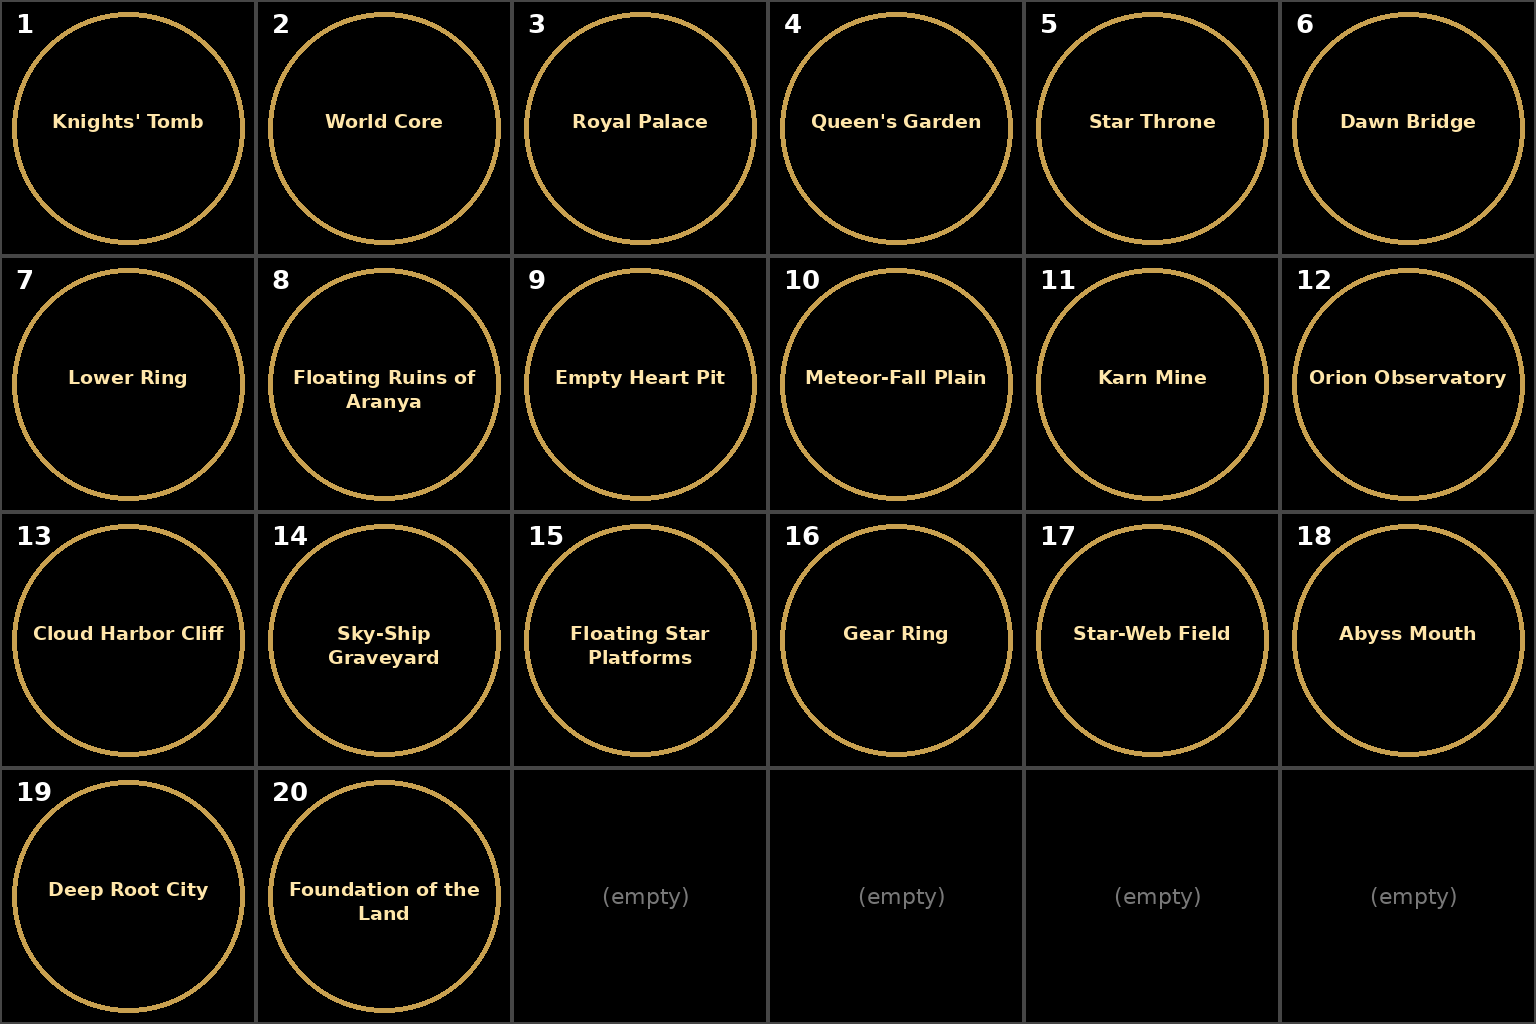 1
Knights' Tomb
2
World Core
3
Royal Palace
4
Queen's Garden
5
Star Throne
6
Dawn Bridge
7
Lower Ring
8
Floating Ruins of
Aranya
9
Empty Heart Pit
10
Meteor-Fall Plain
11
Karn Mine
12
Orion Observatory
13
Cloud Harbor Cliff
14
Sky-Ship
Graveyard
15
Floating Star
Platforms
16
Gear Ring
17
Star-Web Field
18
Abyss Mouth
19
Deep Root City
20
Foundation of the
Land
(empty)
(empty)
(empty)
(empty)